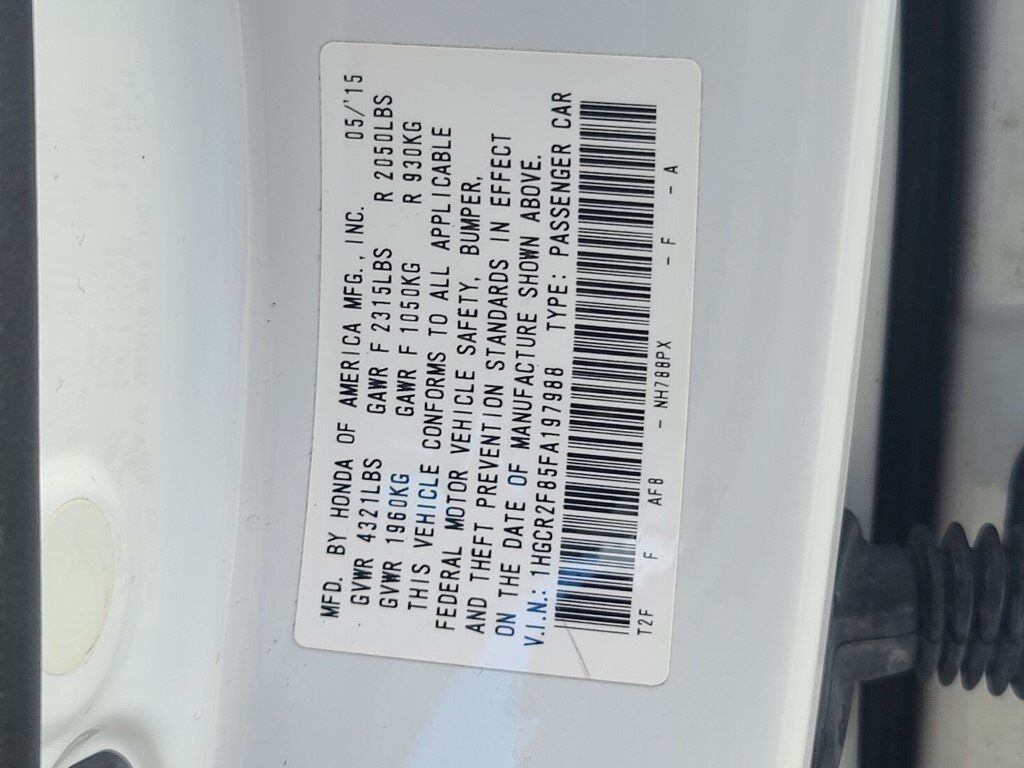 MFD. BY HONDA OF AMERICA MFG., INC. 05/'15
GVWR 4321LBS GAWR F 2315LBS R 2050LBS
GVWR 1960KG GAWR F 1050KG R 930KG
THIS VEHICLE CONFORMS TO ALL APPLICABLE
FEDERAL MOTOR VEHICLE SAFETY, BUMPER,
AND THEFT PREVENTION STANDARDS IN EFFECT
ON THE DATE OF MANUFACTURE SHOWN ABOVE.
V.I.N.: 1HGCR2F85FA197988 TYPE: PASSENGER CAR
T2F F AF8 - NH788PX - F - A